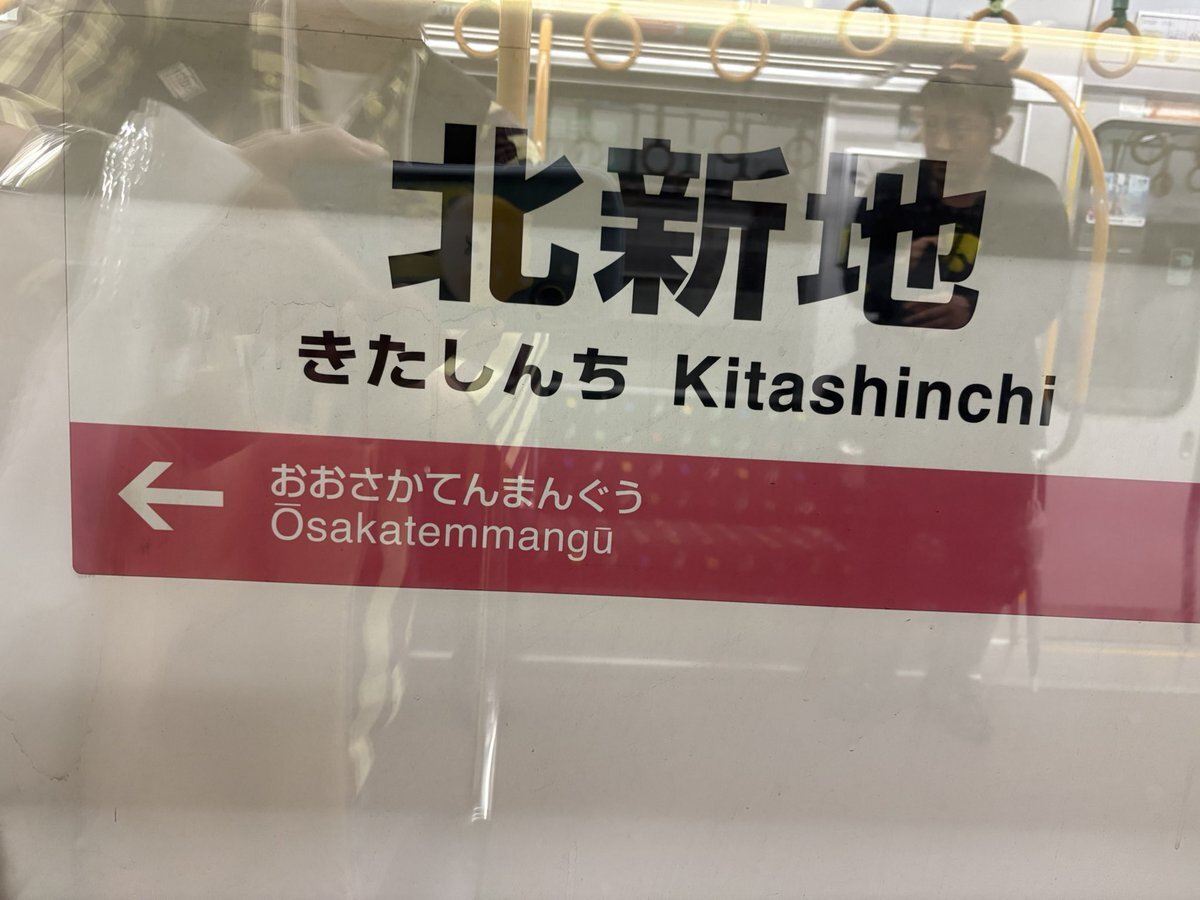 北新地
きたしんち Kitashinchi
おおさかてんまんぐう
Ōsakatemmangū